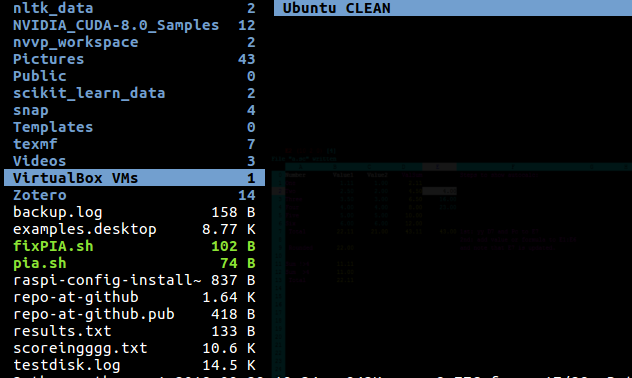 nltk_data 2
Ubuntu CLEAN
NVIDIA_CUDA-8.0_Samples 12
nvvp_workspace 2
Pictures 43
Public 0
scikit_learn_data 2
snap 4
Templates 0
texmf 7
Videos 3
VirtualBox VMs 1
Zotero 14
backup.log 158 B
examples.desktop 8.77 K
fixPIA.sh 102 B
pia.sh 74 B
raspi-config-install~ 837 B
repo-at-github 1.64 K
repo-at-github.pub 418 B
results.txt 133 B
scoreingggg.txt 10.6 K
testdisk.log 14.5 K